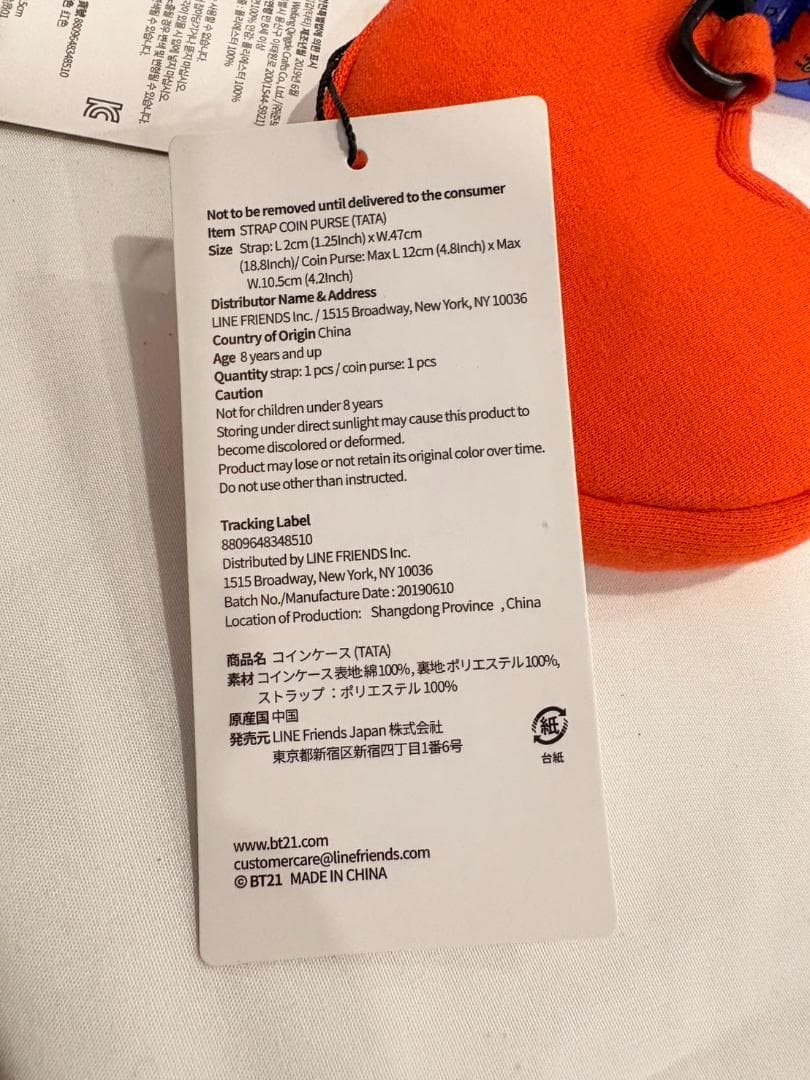 Not to be removed until delivered to the consumer
Item STRAP COIN PURSE (TATA)
Size Strap: L 2cm (1.25Inch) x W.47cm
(18.8Inch)/ Coin Purse: Max L 12cm (4.8Inch) x Max
W.10.5cm (4.2Inch)
Distributor Name & Address
LINE FRIENDS Inc. / 1515 Broadway, New York, NY 10036
Country of Origin China
Age 8 years and up
Quantity strap: 1 pcs / coin purse: 1 pcs
Caution
Not for children under 8 years
Storing under direct sunlight may cause this product to
become discolored or deformed.
Product may lose or not retain its original color over time.
Do not use other than instructed.
Tracking Label
8809648348510
Distributed by LINE FRIENDS Inc.
1515 Broadway, New York, NY 10036
Batch No./Manufacture Date : 20190610
Location of Production: Shangdong Province , China
商品名 コインケース (TATA)
素材 コインケース表地:綿100%, 裏地:ポリエステル100%,
ストラップ : ポリエステル 100%
原産国 中国
発売元 LINE Friends Japan 株式会社
東京都新宿区新宿四丁目1番6号
紙
台紙
www.bt21.com
customercare@linefriends.com
© BT21 MADE IN CHINA
8809648348510